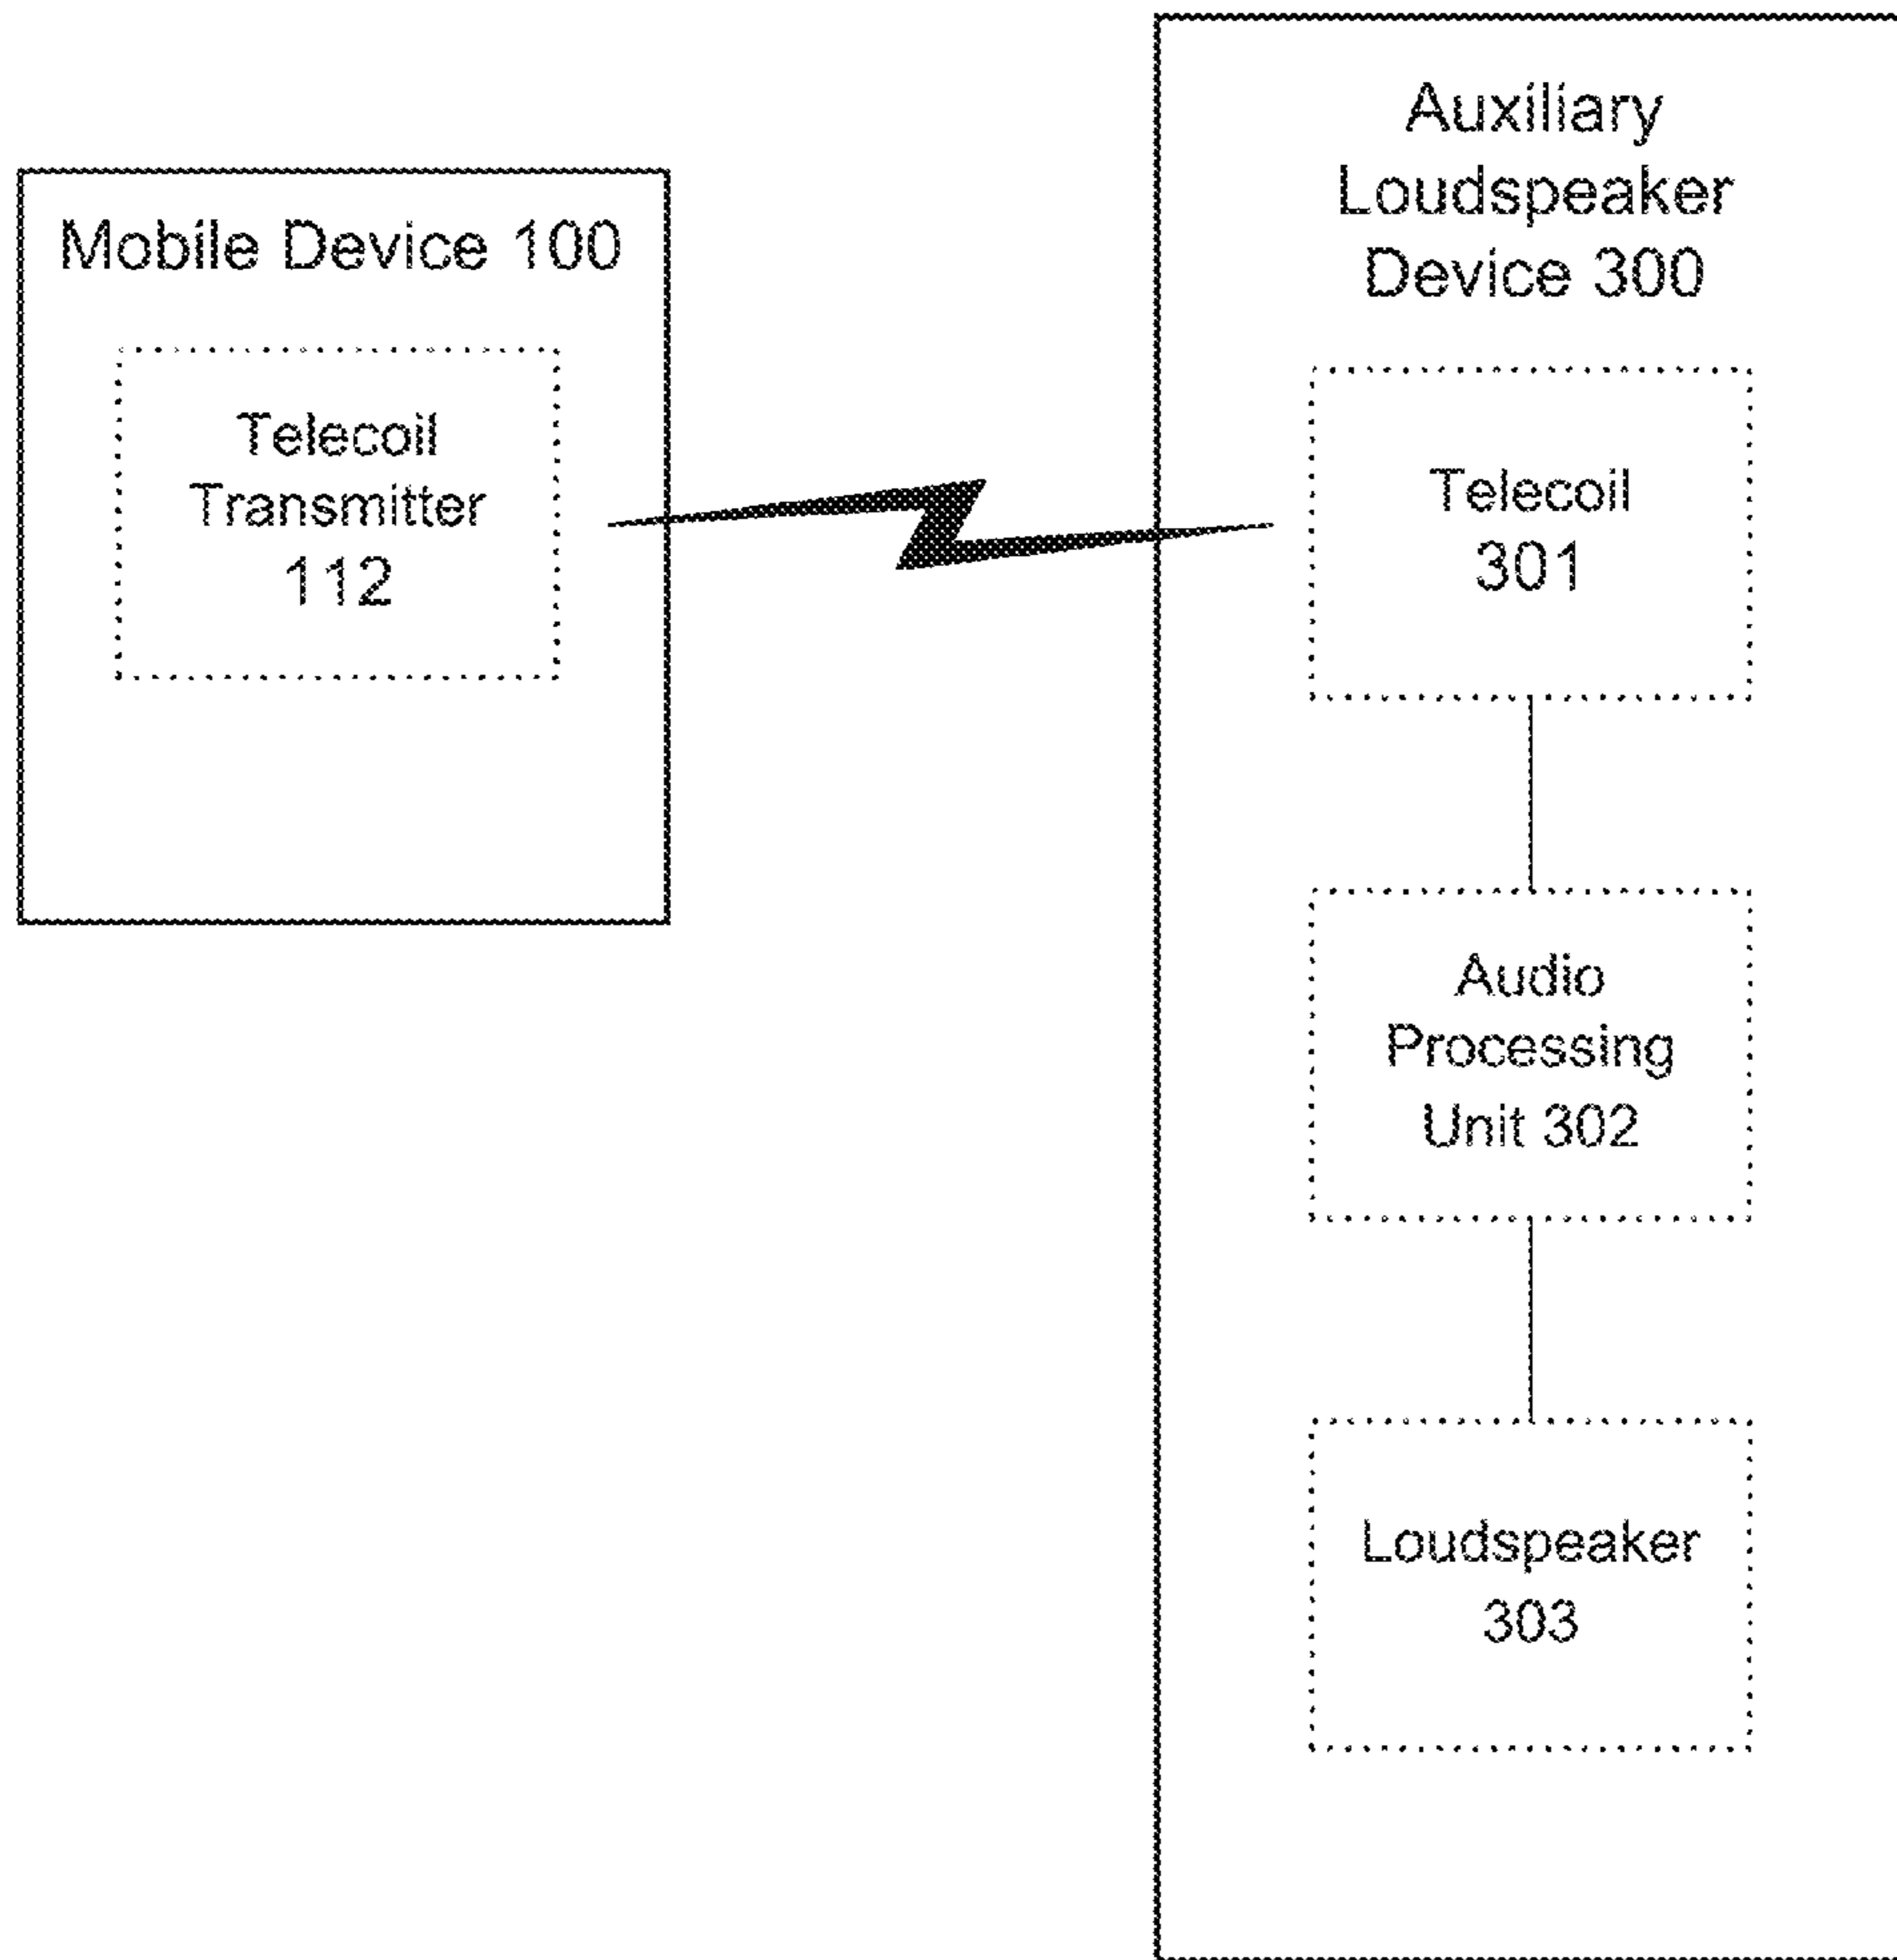 Mobile Device 100
Telecoil
Transmitter
112
Auxiliary
Loudspeaker
Device 300
Telecoil
301
Audio
Processing
Unit 302
Loudspeaker
303